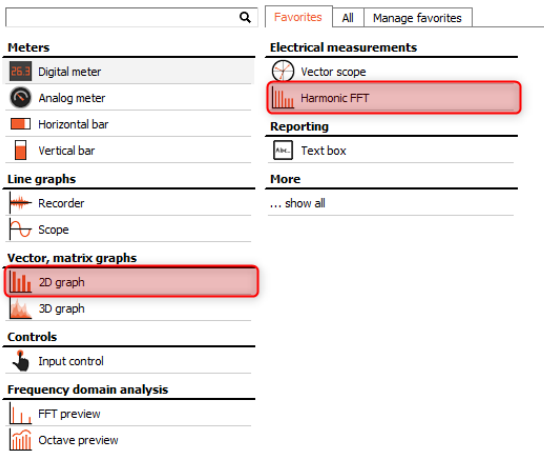 Favorites All Manage favorites
Meters
26.3 Digital meter
Analog meter
Horizontal bar
Vertical bar
Line graphs
Recorder
Scope
Vector, matrix graphs
2D graph
3D graph
Controls
Input control
Frequency domain analysis
FFT preview
Octave preview
Electrical measurements
Vector scope
Harmonic FFT
Reporting
Text box
More
... show all